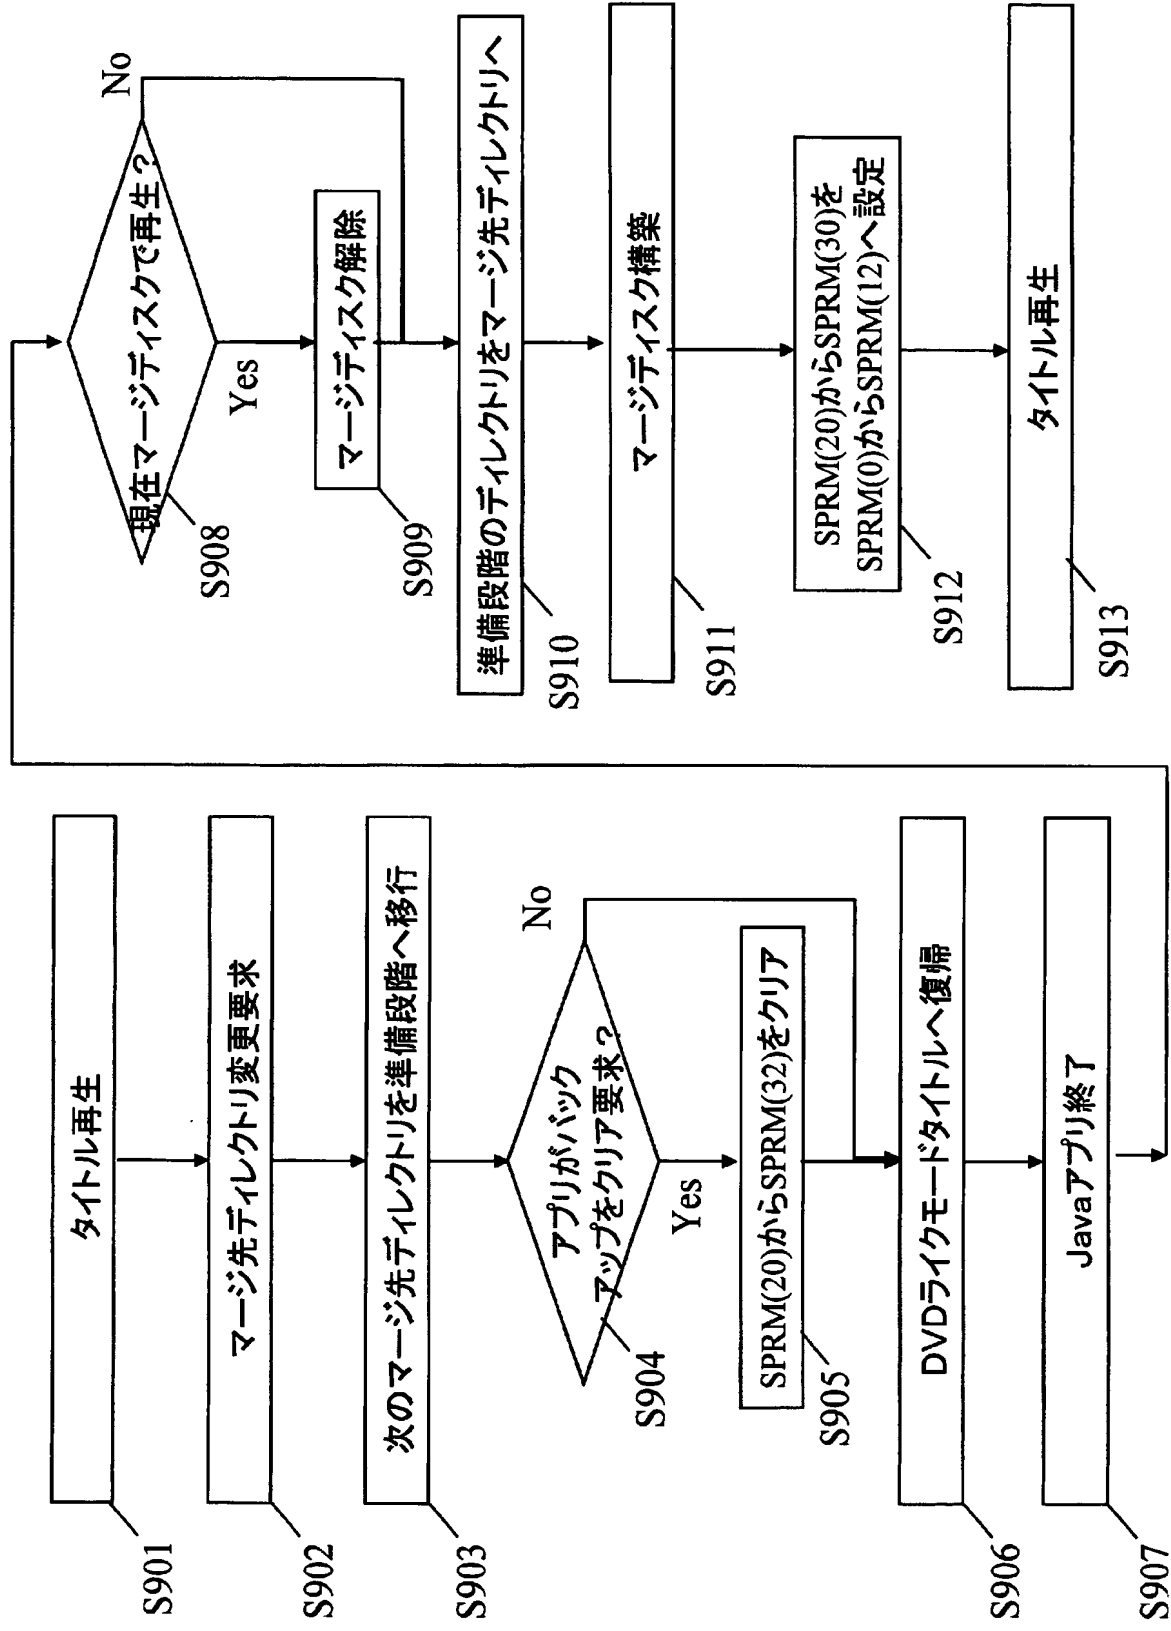 タイトル再生
S901
マージ先ディレクトリ変更要求
S902
次のマージ先ディレクトリを準備段階へ移行
S903
アプリがバック
アップをクリア要求?
No
Yes
S904
SPRM(20)からSPRM(32)をクリア
S905
DVDライクモードタイトルへ復帰
S906
Javaアプリ終了
S907
現在マージディスクで再生?
No
Yes
S908
マージディスク解除
S909
準備段階のディレクトリをマージ先ディレクトリへ
S910
マージディスク構築
S911
SPRM(20)からSPRM(30)を
SPRM(0)からSPRM(12)へ設定
S912
タイトル再生
S913